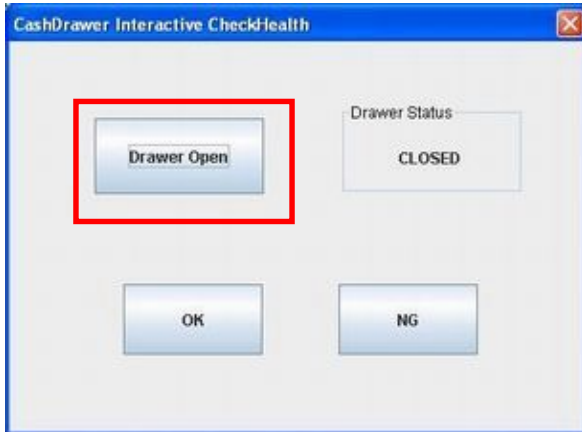 CashDrawer Interactive CheckHealth
Drawer Status
Drawer Open
CLOSED
OK
NG